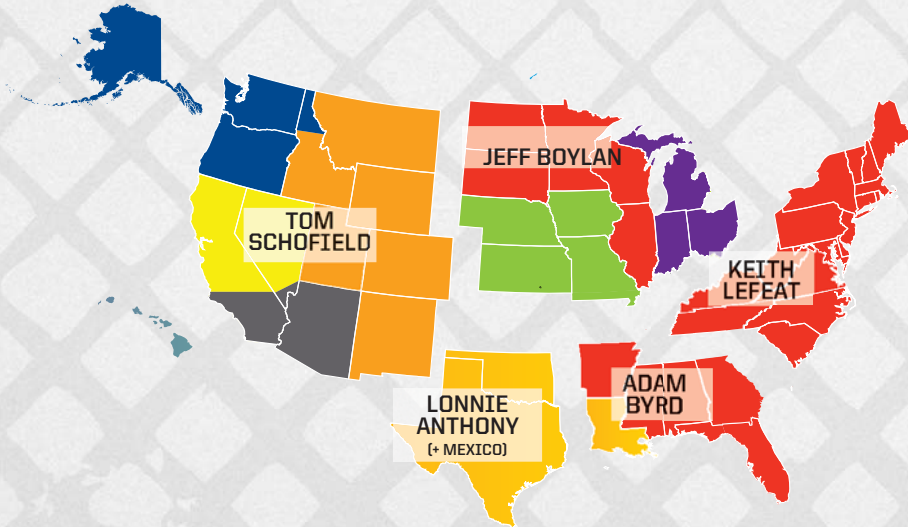 JEFF BOYLAN
TOM
SCHOFIELD
KEITH
LEFEAT
ADAM
BYRD
LONNIE
ANTHONY
(+ MEXICO)